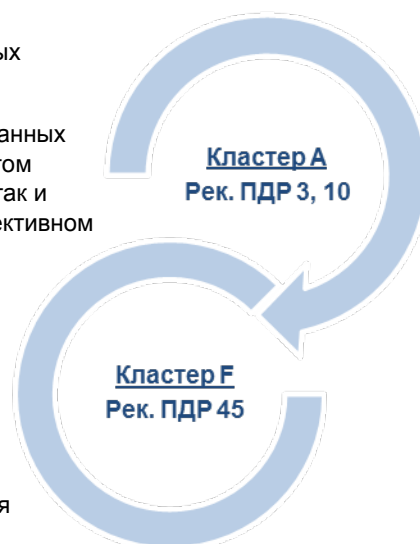 ых
анных
том
так и
ективном
Кластер А
Рек. ПДР 3, 10
Кластер F
Рек. ПДР 45
я